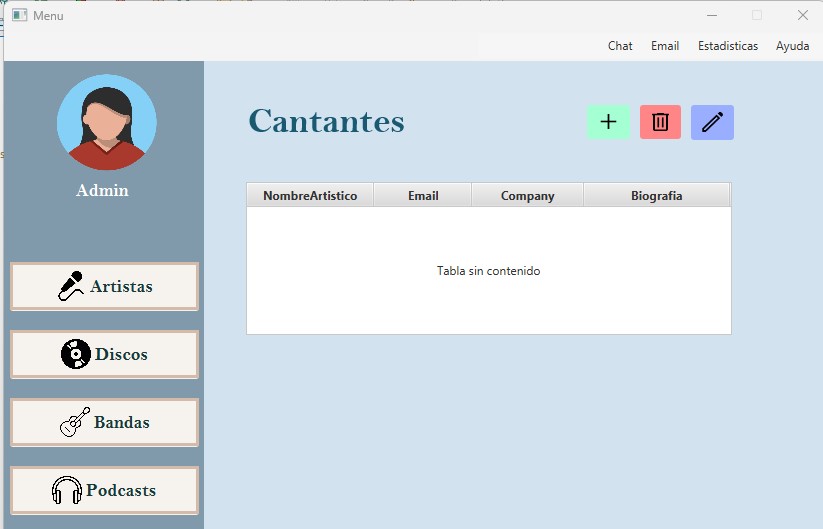 Menu
Chat Email Estadisticas Ayuda
Admin
Artistas
Discos
Bandas
Podcasts
Cantantes
NombreArtistico Email Company Biografia
Tabla sin contenido